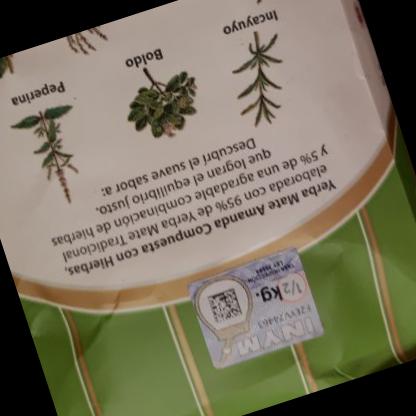 INYM
FZEV74463
1/2 kg.
Yerba Mate Amanda Compuesta con Hierbas,
elaborada con 95% de Yerba Mate Tradicional
y 5% de una agradable combinación de hierbas
que logran el equilibrio justo.
Descubrí el suave sabor a:
Incayuyo
Boldo
Peperina